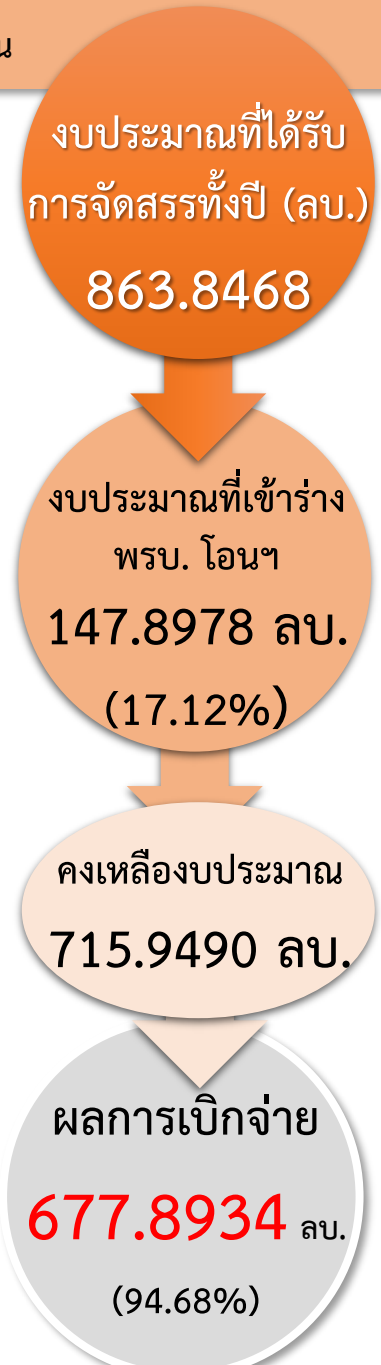 น
งบประมาณที่ได้รับ
การจัดสรรทั้งปี (ลบ.)
863.8468
งบประมาณที่เข้าร่าง
พรบ. โอนฯ
147.8978 ลบ.
(17.12%)
คงเหลืองบประมาณ
715.9490 ลบ.
ผลการเบิกจ่าย
677.8934 ลบ.
(94.68%)